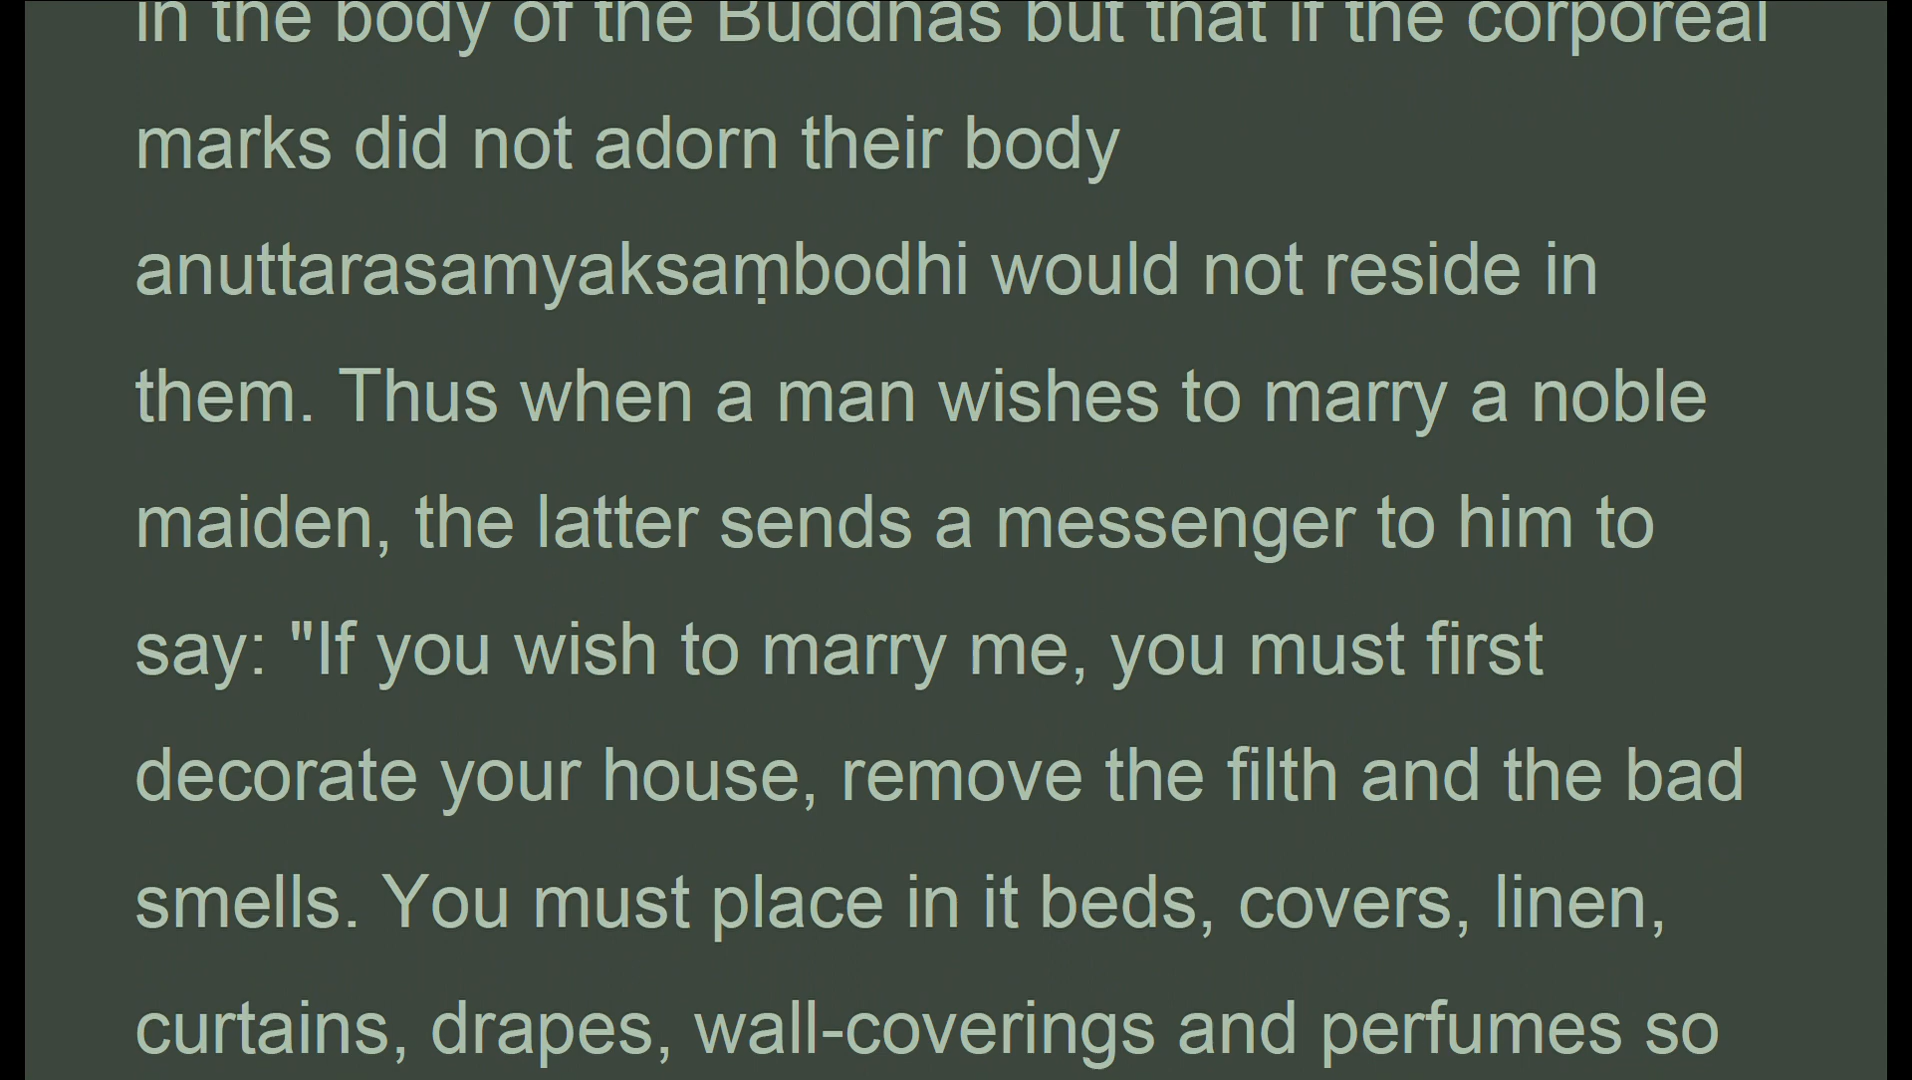 in the body of the Buddhas but that if the corporeal
marks did not adorn their body
anuttarasamyaksaṃbodhi would not reside in
them. Thus when a man wishes to marry a noble
maiden, the latter sends a messenger to him to
say: "If you wish to marry me, you must first
decorate your house, remove the filth and the bad
smells. You must place in it beds, covers, linen,
curtains, drapes, wall-coverings and perfumes so